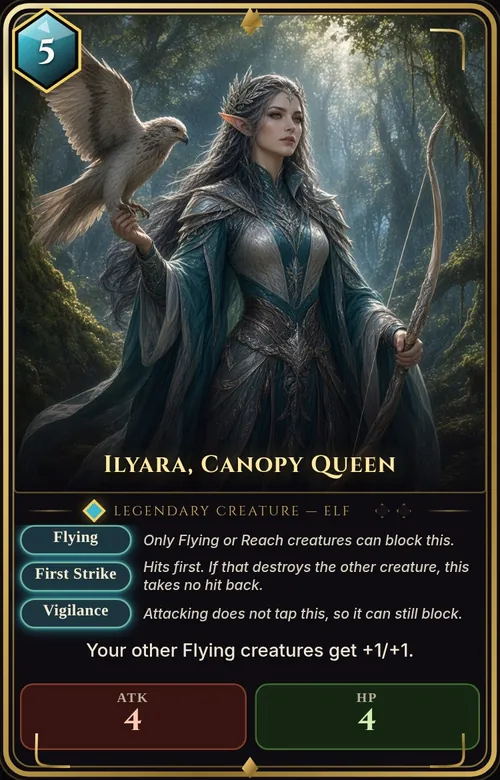 5
Ilyara, Canopy Queen
LEGENDARY CREATURE — ELF
Flying
Only Flying or Reach creatures can block this.
First Strike
Hits first. If that destroys the other creature, this
takes no hit back.
Vigilance
Attacking does not tap this, so it can still block.
Your other Flying creatures get +1/+1.
ATK
4
HP
4